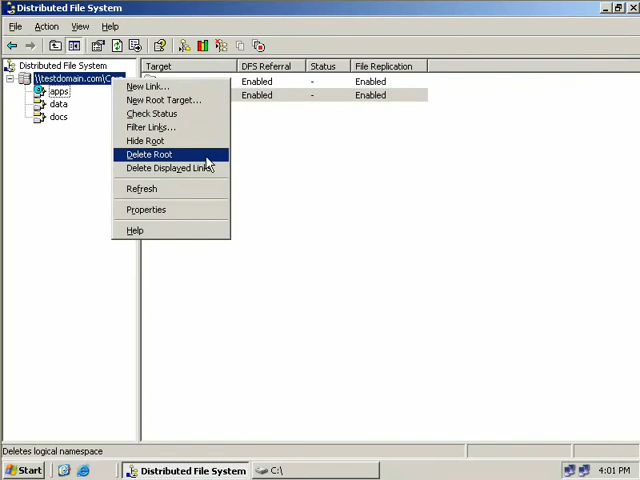 Distributed File System
File Action View Help
Distributed File System
\\testdomain.com\
apps
data
docs
Target DFS Referral Status File Replication
Enabled - Enabled
Enabled - Enabled
New Link...
New Root Target...
Check Status
Filter Links...
Hide Root
Delete Root
Delete Displayed Links
Refresh
Properties
Help
Deletes logical namespace
Start Distributed File System C:\ 4:01 PM